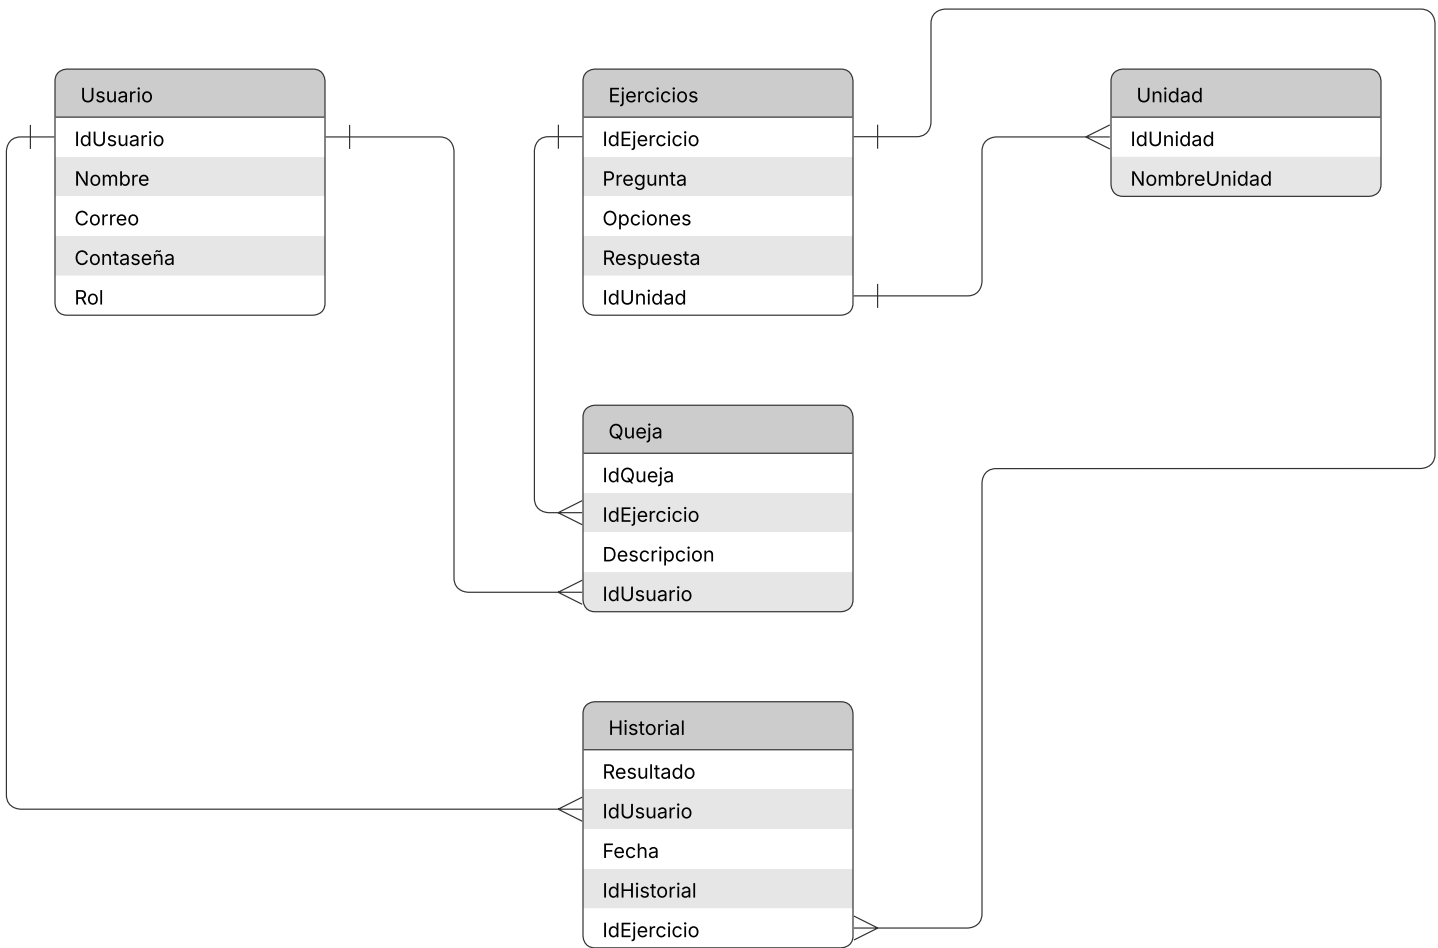 Usuario
IdUsuario
Nombre
Correo
Contaseña
Rol
Ejercicios
IdEjercicio
Pregunta
Opciones
Respuesta
IdUnidad
Unidad
IdUnidad
NombreUnidad
Queja
IdQueja
IdEjercicio
Descripcion
IdUsuario
Historial
Resultado
IdUsuario
Fecha
IdHistorial
IdEjercicio